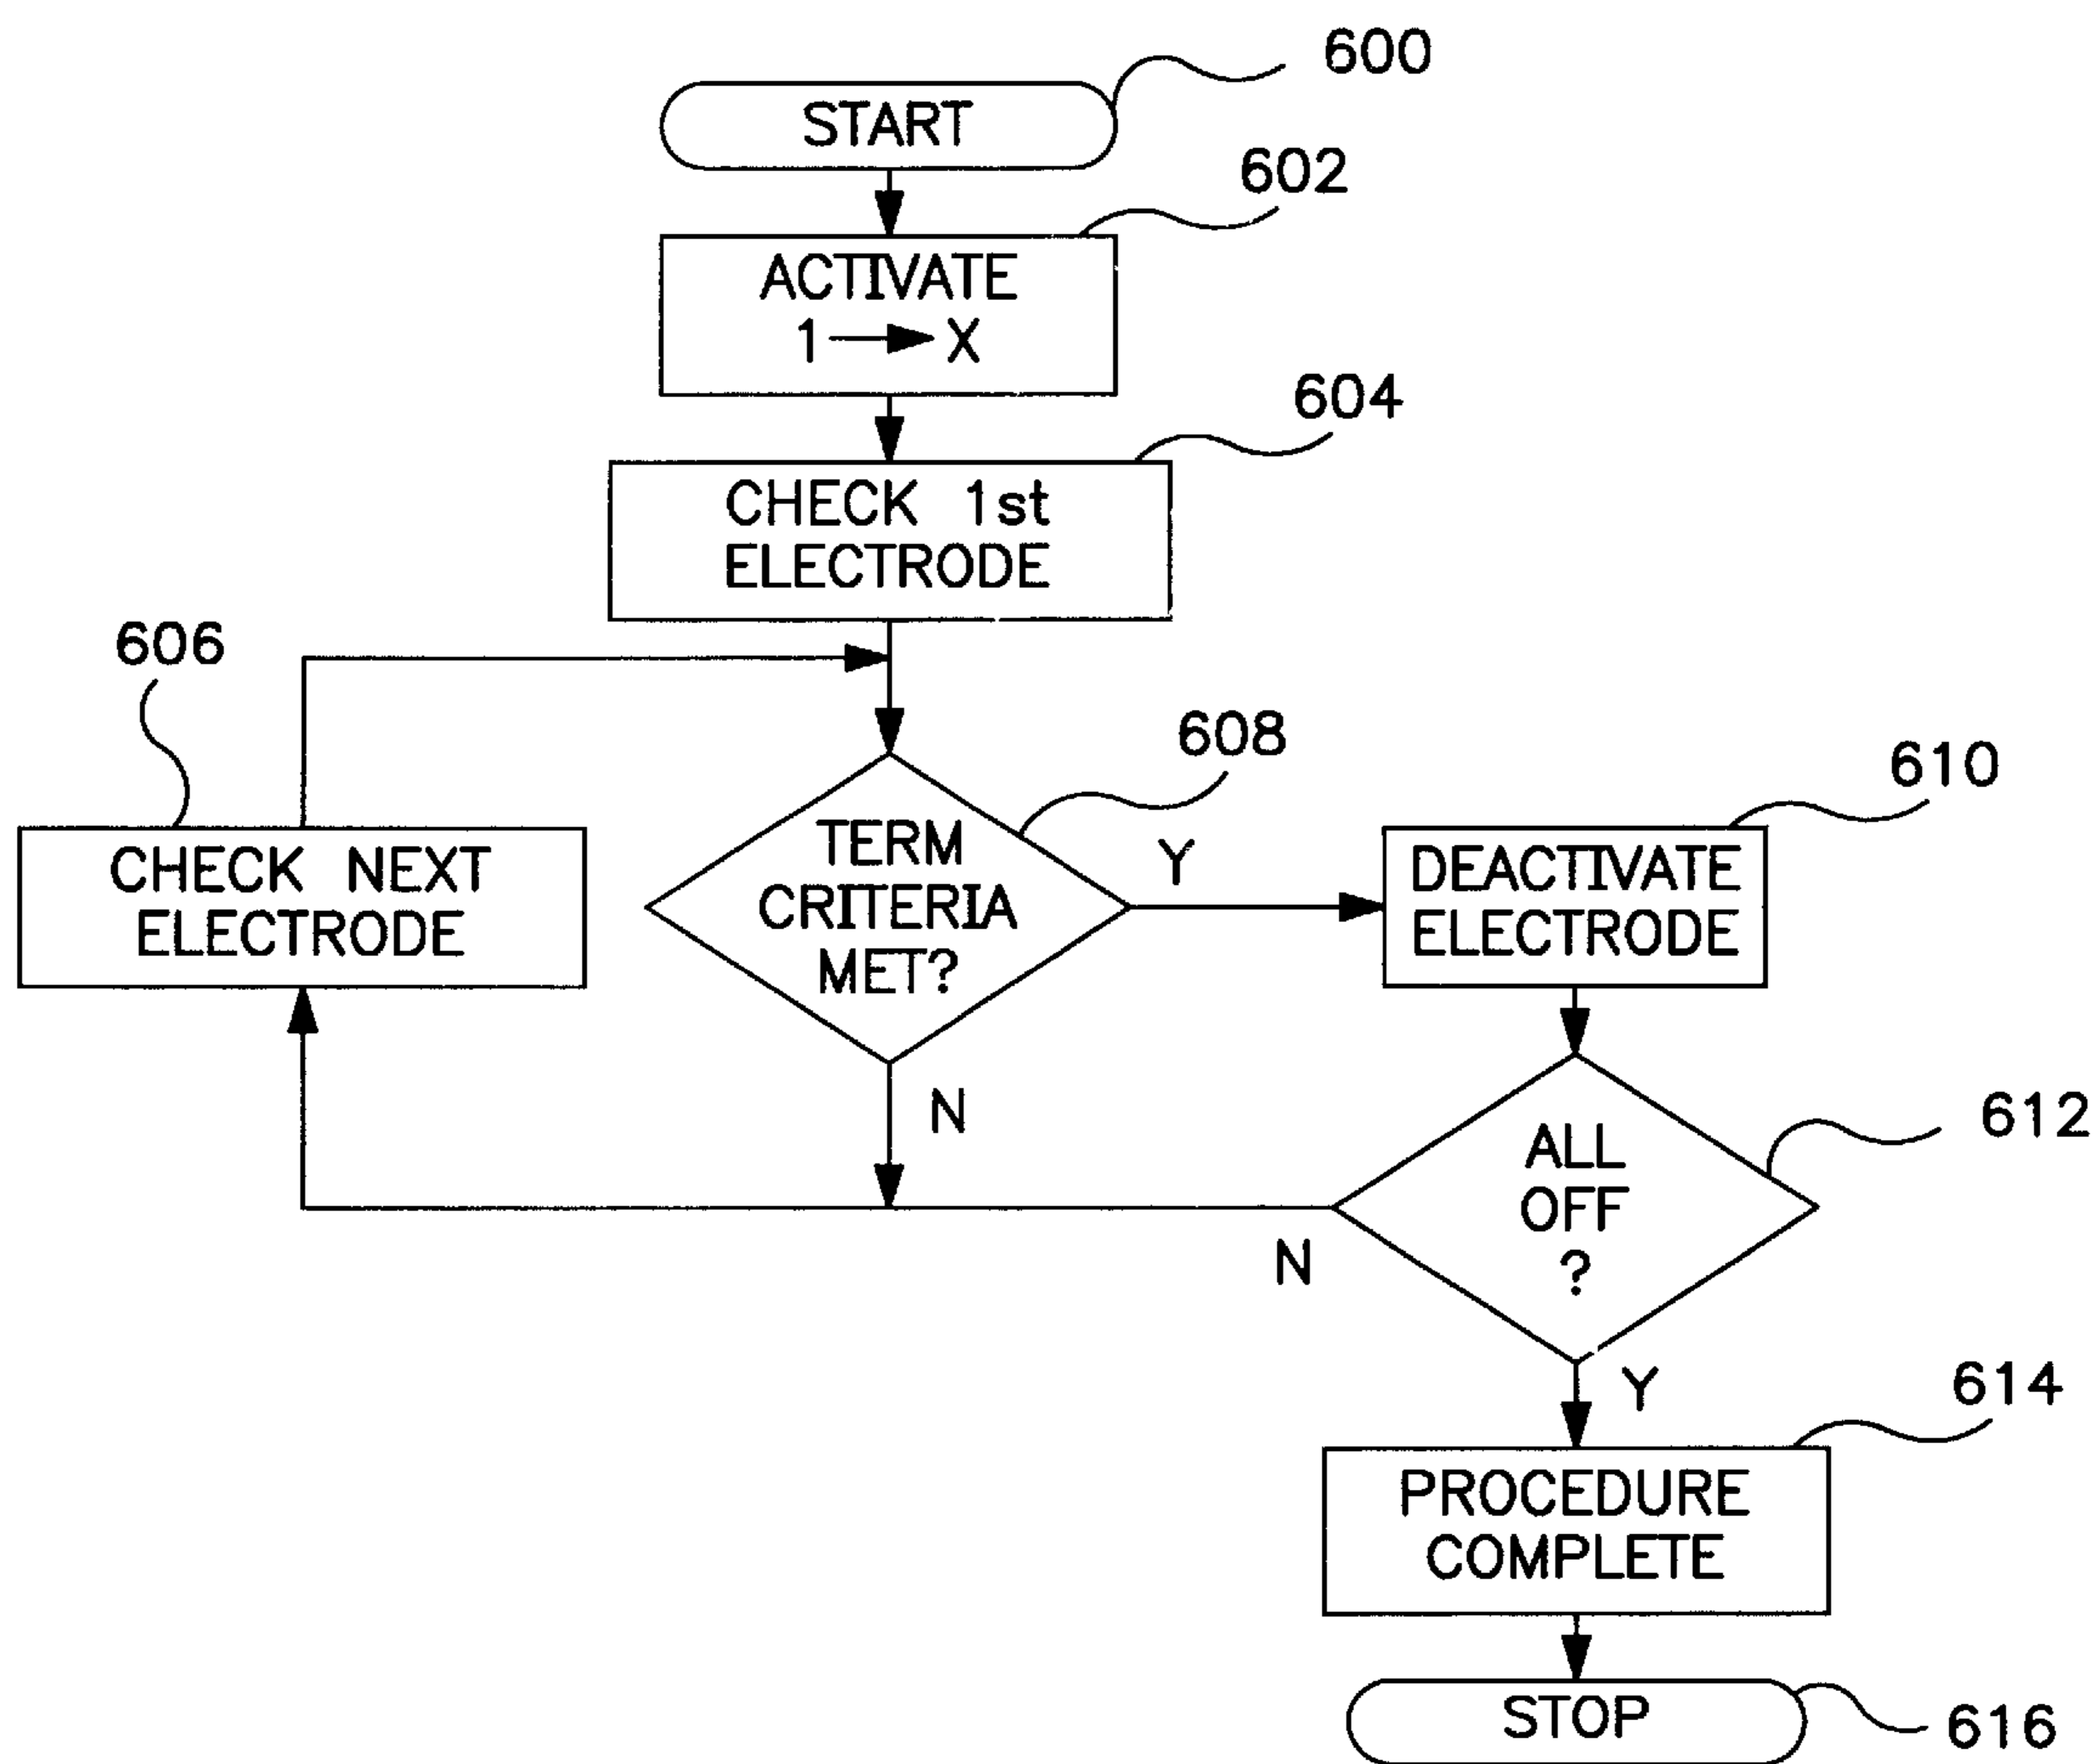 600
START
602
ACTIVATE
1 → X
604
CHECK 1st
ELECTRODE
606
608
610
CHECK NEXT
ELECTRODE
TERM
CRITERIA
MET?
Y
DEACTIVATE
ELECTRODE
N
612
ALL
OFF
?
N
Y
614
PROCEDURE
COMPLETE
STOP
616